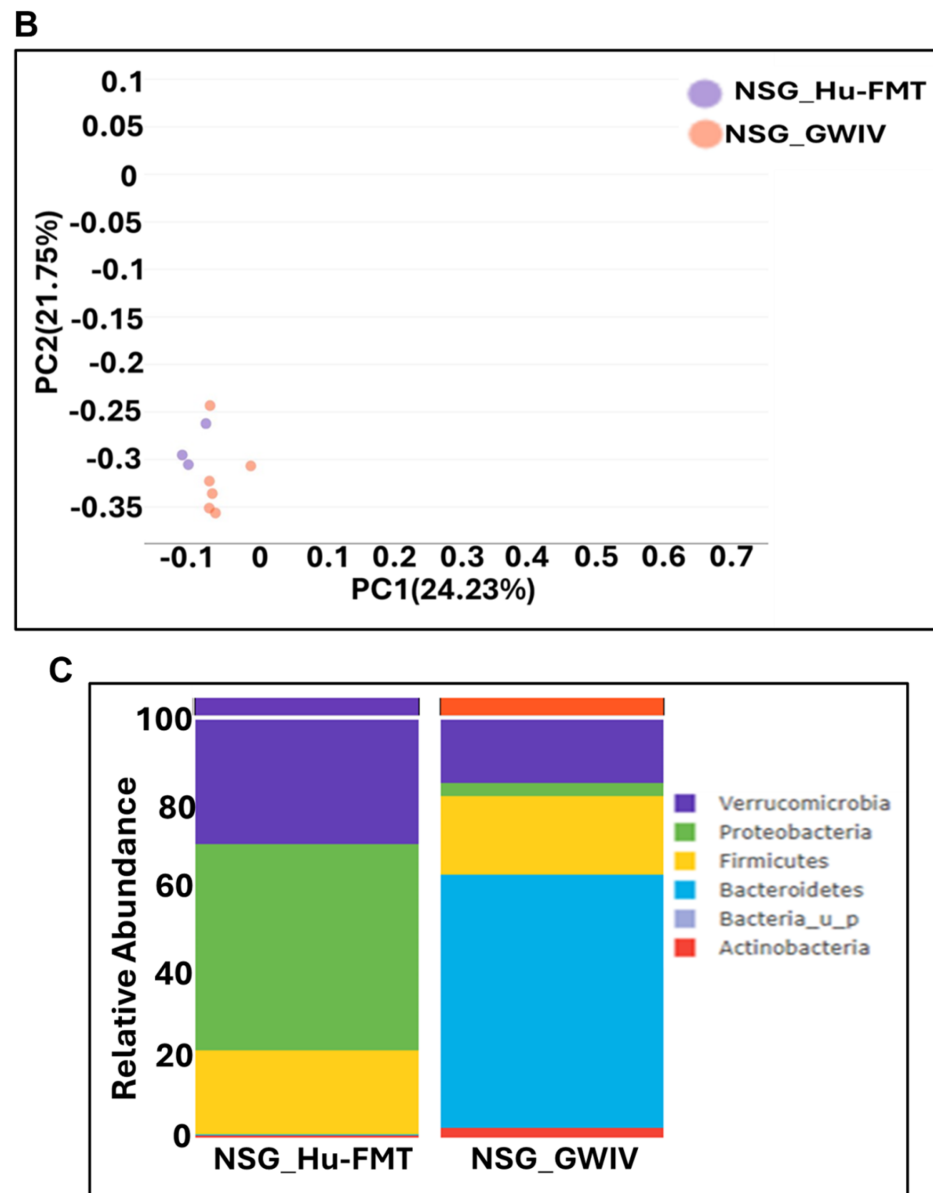 B
NSG_Hu-FMT
NSG_GWIV
0.1
0.05
0
-0.05
-0.1
-0.15
-0.2
-0.25
-0.3
-0.35
PC2(21.75%)
-0.1 0 0.1 0.2 0.3 0.4 0.5 0.6 0.7
PC1(24.23%)
C
100
80
60
40
20
0
Relative Abundance
Verrucomicrobia
Proteobacteria
Firmicutes
Bacteroidetes
Bacteria_u_p
Actinobacteria
NSG_Hu-FMT NSG_GWIV